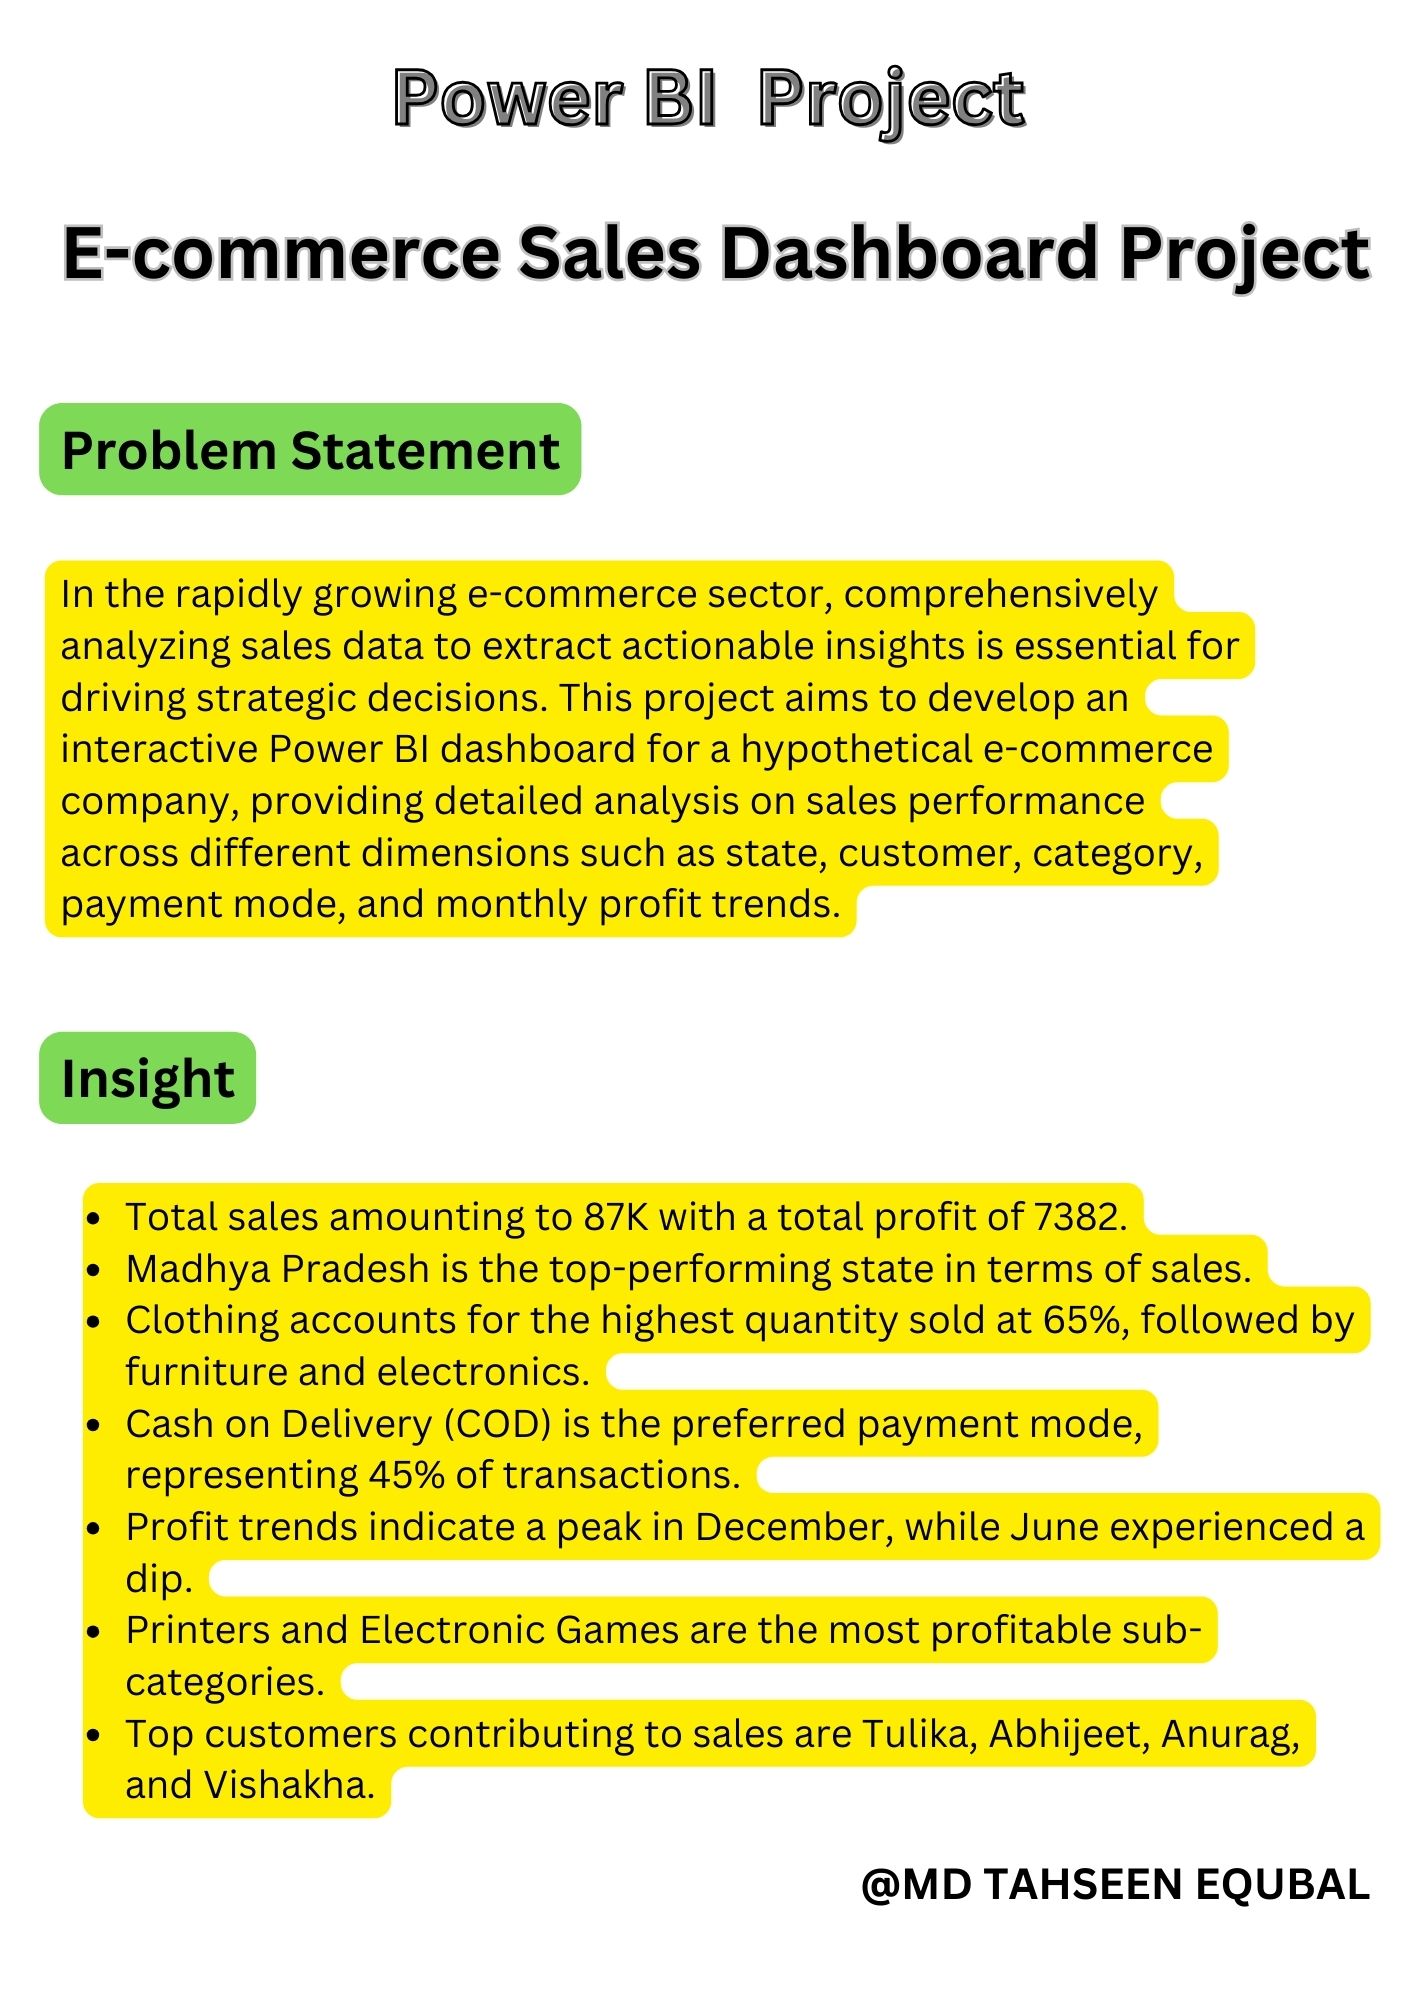 Power BI  Project
E-commerce Sales Dashboard Project
Problem Statement
In the rapidly growing e-commerce sector, comprehensively
analyzing sales data to extract actionable insights is essential for
driving strategic decisions. This project aims to develop an
interactive Power BI dashboard for a hypothetical e-commerce
company, providing detailed analysis on sales performance
across different dimensions such as state, customer, category,
payment mode, and monthly profit trends.
Insight
• Total sales amounting to 87K with a total profit of 7382.
• Madhya Pradesh is the top-performing state in terms of sales.
• Clothing accounts for the highest quantity sold at 65%, followed by
furniture and electronics.
• Cash on Delivery (COD) is the preferred payment mode,
representing 45% of transactions.
• Profit trends indicate a peak in December, while June experienced a
dip.
• Printers and Electronic Games are the most profitable sub-
categories.
• Top customers contributing to sales are Tulika, Abhijeet, Anurag,
and Vishakha.
@MD TAHSEEN EQUBAL